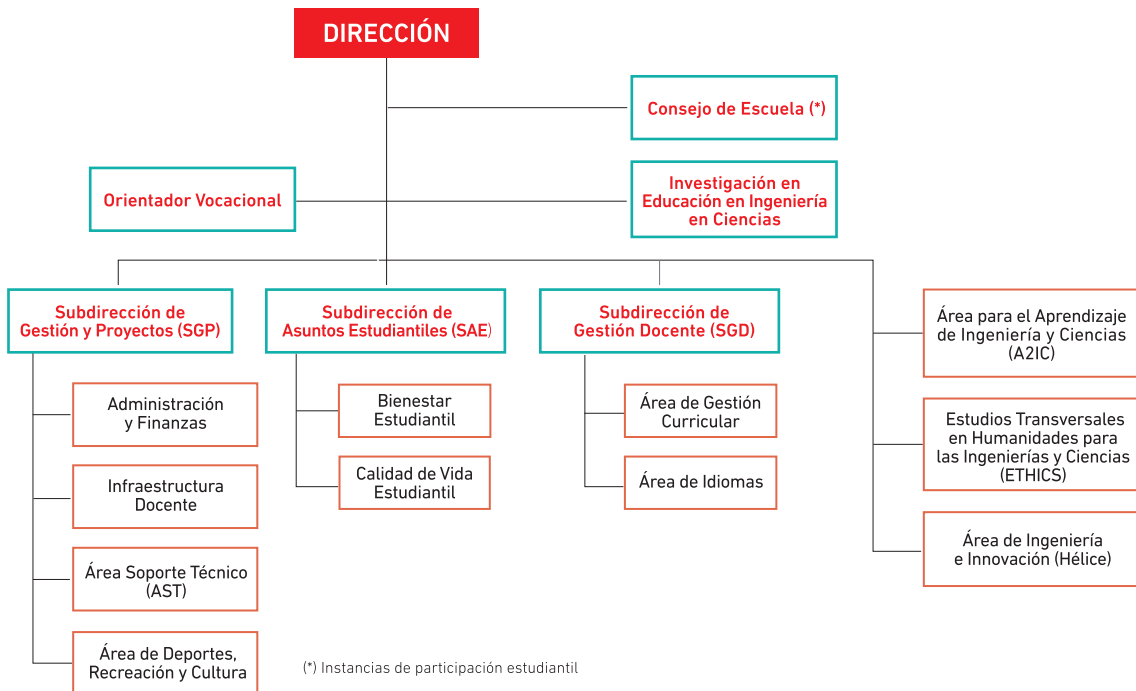 DIRECCIÓN
Consejo de Escuela (*)
Orientador Vocacional
Investigación en
Educación en Ingeniería
en Ciencias
Subdirección de
Gestión y Proyectos (SGP)
Subdirección de
Asuntos Estudiantiles (SAE)
Subdirección de
Gestión Docente (SGD)
Administración
y Finanzas
Infraestructura
Docente
Área Soporte Técnico
(AST)
Área de Deportes,
Recreación y Cultura
Bienestar
Estudiantil
Calidad de Vida
Estudiantil
Área de Gestión
Curricular
Área de Idiomas
Área para el Aprendizaje
de Ingeniería y Ciencias
(A2IC)
Estudios Transversales
en Humanidades para
las Ingenierías y Ciencias
(ETHICS)
Área de Ingeniería
e Innovación (Hélice)
(*) Instancias de participación estudiantil